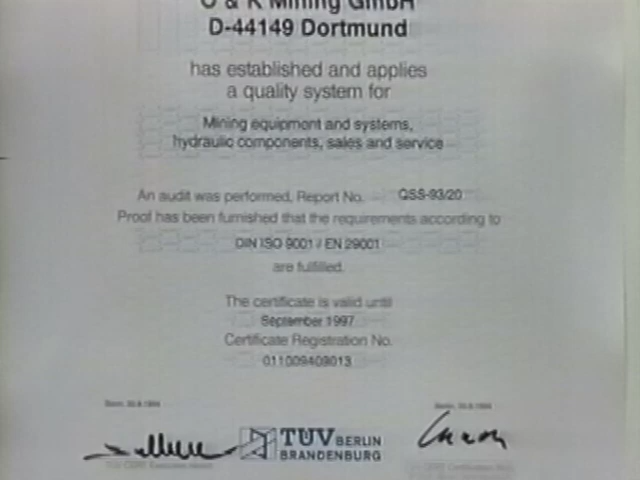 O & K Mining GmbH
D-44149 Dortmund
has established and applies
a quality system for
Mining equipment and systems,
hydraulic components, sales and service
An audit was performed, Report No. QSS-93/20
Proof has been furnished that the requirements according to
DIN ISO 9001 / EN 29001
are fulfilled.
The certificate is valid until
September 1997
Certificate Registration No.
011009409013
TÜV BERLIN
BRANDENBURG